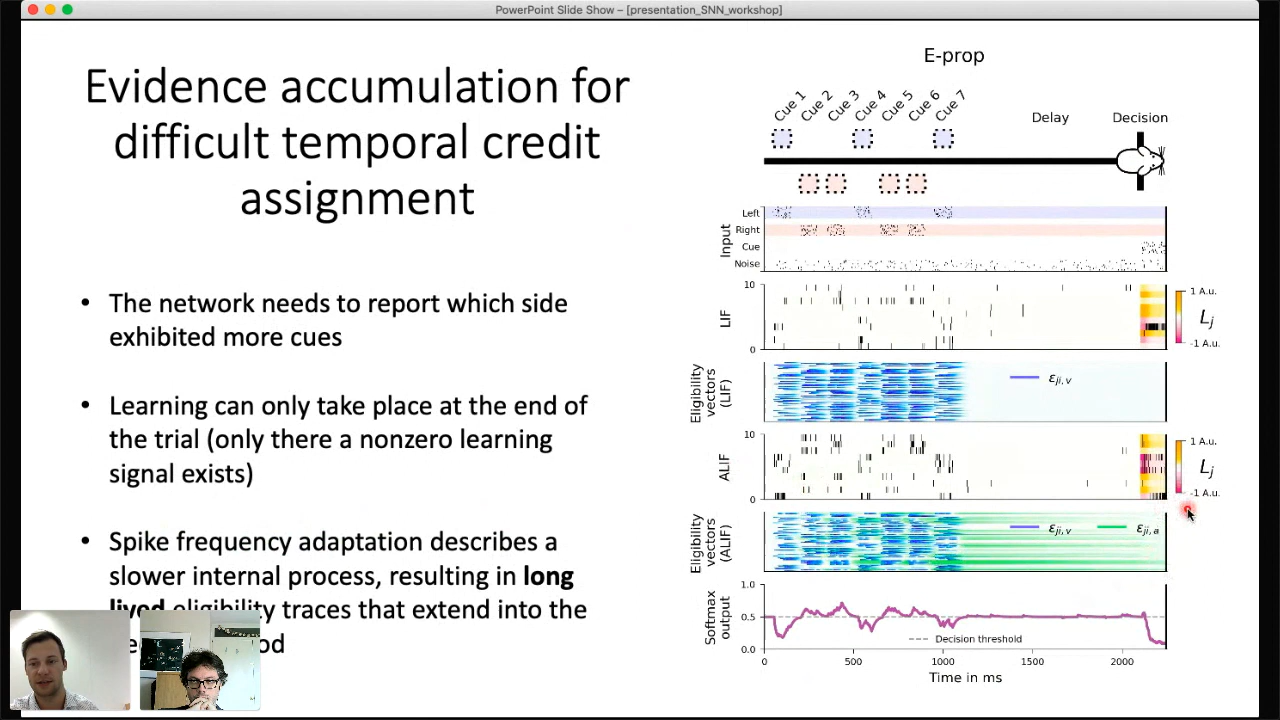 PowerPoint Slide Show – [presentation_SNN_workshop]
Evidence accumulation for
difficult temporal credit
assignment
• The network needs to report which side
exhibited more cues
• Learning can only take place at the end of
the trial (only there a nonzero learning
signal exists)
• Spike frequency adaptation describes a
slower internal process, resulting in long
lived eligibility traces that extend into the
E-prop
Cue 1
Cue 2
Cue 3
Cue 4
Cue 5
Cue 6
Cue 7
Delay
Decision
Input
Left
Right
Cue
Noise
LIF
10
0
1 A.u.
Lj
-1 A.u.
Eligibility
vectors
(LIF)
εji,v
ALIF
10
0
1 A.u.
Lj
-1 A.u.
Eligibility
vectors
(ALIF)
εji,v
εji,a
Softmax
output
1.0
0.5
0.0
Decision threshold
0 500 1000 1500 2000
Time in ms